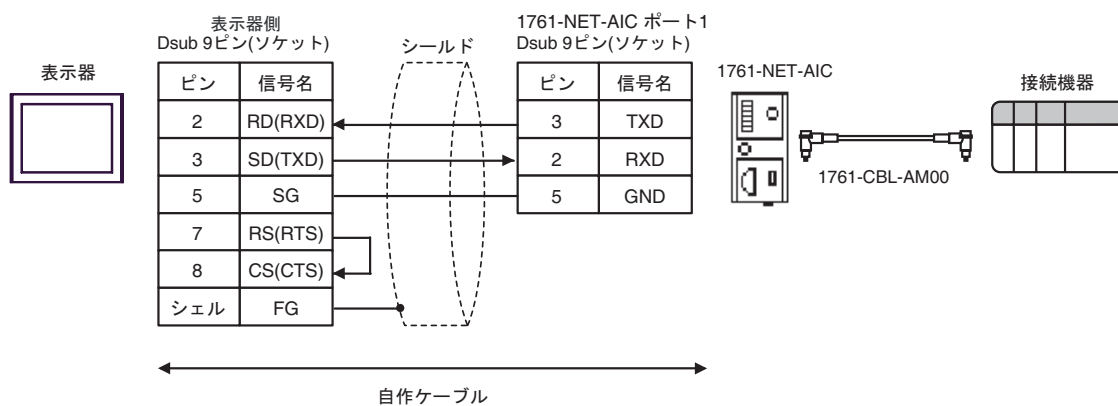 表示器
表示器側
Dsub 9ピン(ソケット)
ピン 信号名
2 RD(RXD)
3 SD(TXD)
5 SG
7 RS(RTS)
8 CS(CTS)
シェル FG
シールド
1761-NET-AIC ポート1
Dsub 9ピン(ソケット)
ピン 信号名
3 TXD
2 RXD
5 GND
1761-NET-AIC
1761-CBL-AM00
接続機器
自作ケーブル